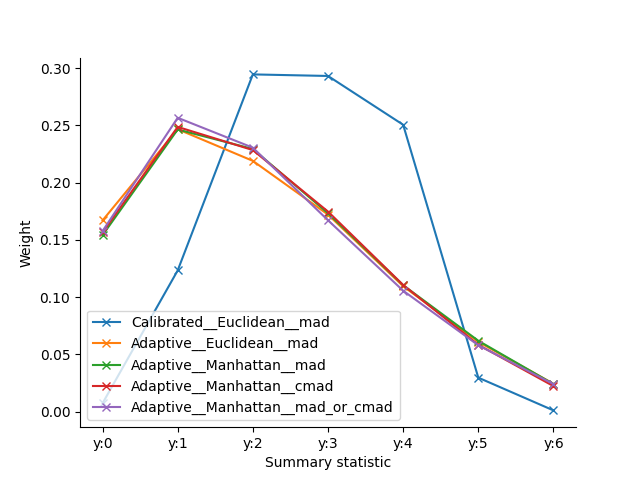 0.30
0.25
0.20
0.15
0.10
0.05
0.00
Weight
Calibrated__Euclidean__mad
Adaptive__Euclidean__mad
Adaptive__Manhattan__mad
Adaptive__Manhattan__cmad
Adaptive__Manhattan__mad_or_cmad
y:0 y:1 y:2 y:3 y:4 y:5 y:6
Summary statistic